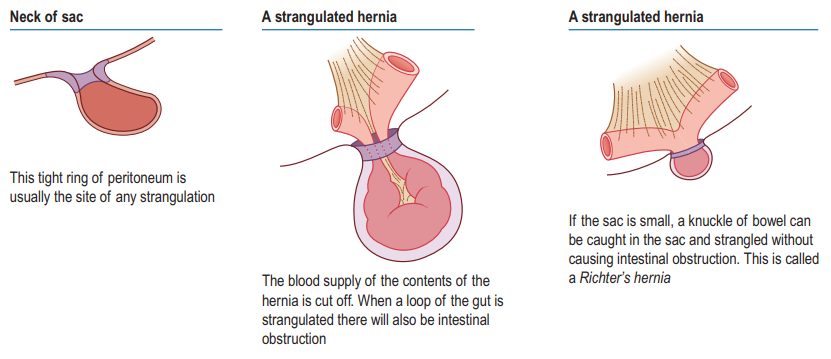 Neck of sac
This tight ring of peritoneum is
usually the site of any strangulation
A strangulated hernia
The blood supply of the contents of the
hernia is cut off. When a loop of the gut is
strangulated there will also be intestinal
obstruction
A strangulated hernia
If the sac is small, a knuckle of bowel can
be caught in the sac and strangled without
causing intestinal obstruction. This is called
a Richter's hernia